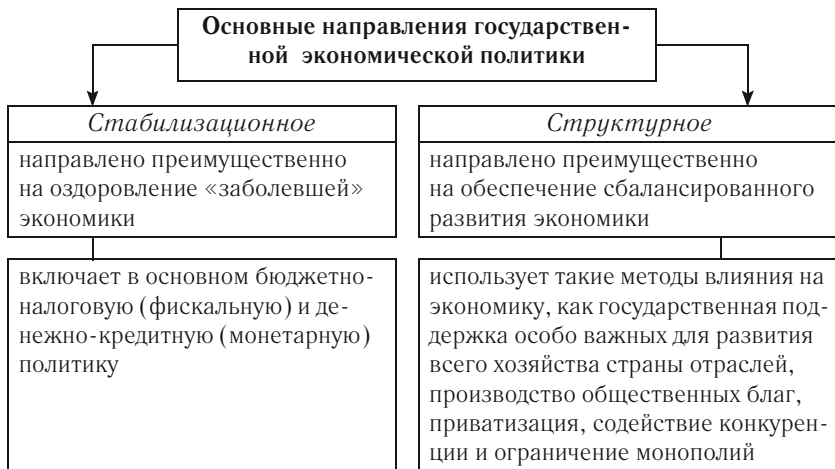 Основные направления государствен-
ной экономической политики
Стабилизационное
направлено преимущественно
на оздоровление «заболевшей»
экономики
включает в основном бюджетно-
налоговую (фискальную) и де-
нежно-кредитную (монетарную)
политику
Структурное
направлено преимущественно
на обеспечение сбалансированного
развития экономики
использует такие методы влияния на
экономику, как государственная под-
держка особо важных для развития
всего хозяйства страны отраслей,
производство общественных благ,
приватизация, содействие конкурен-
ции и ограничение монополий